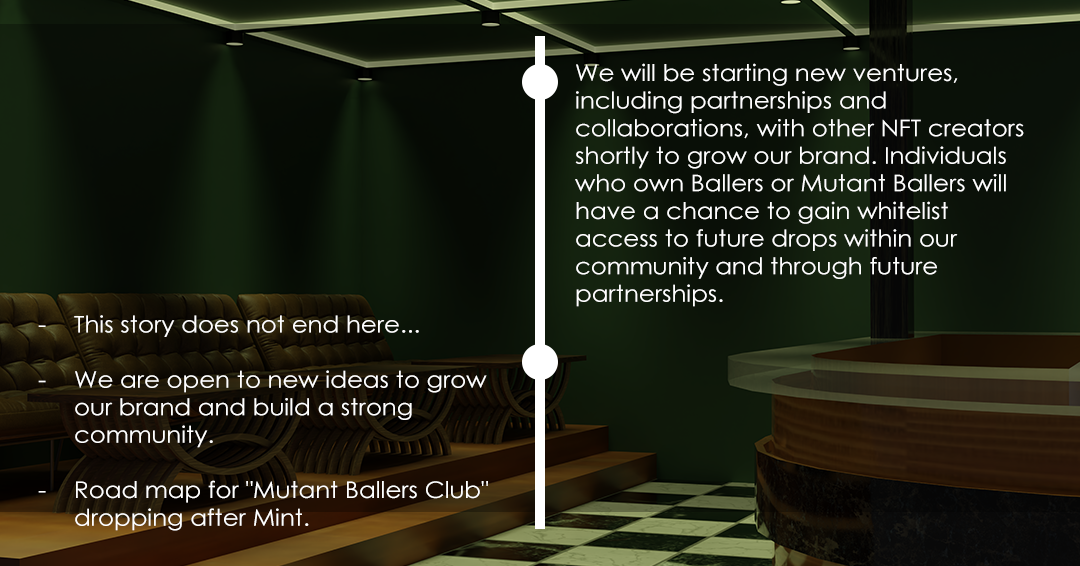 We will be starting new ventures,
including partnerships and
collaborations, with other NFT creators
shortly to grow our brand. Individuals
who own Ballers or Mutant Ballers will
have a chance to gain whitelist
access to future drops within our
community and through future
partnerships.
- This story does not end here...
- We are open to new ideas to grow
our brand and build a strong
community.
- Road map for "Mutant Ballers Club"
dropping after Mint.